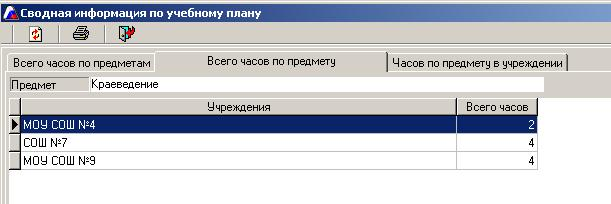 Сводная информация по учебному плану
Всего часов по предметам Всего часов по предмету Часов по предмету в учреждении
Предмет Краеведение
Учреждения Всего часов
МОУ СОШ №4 2
СОШ №7 4
МОУ СОШ №9 4